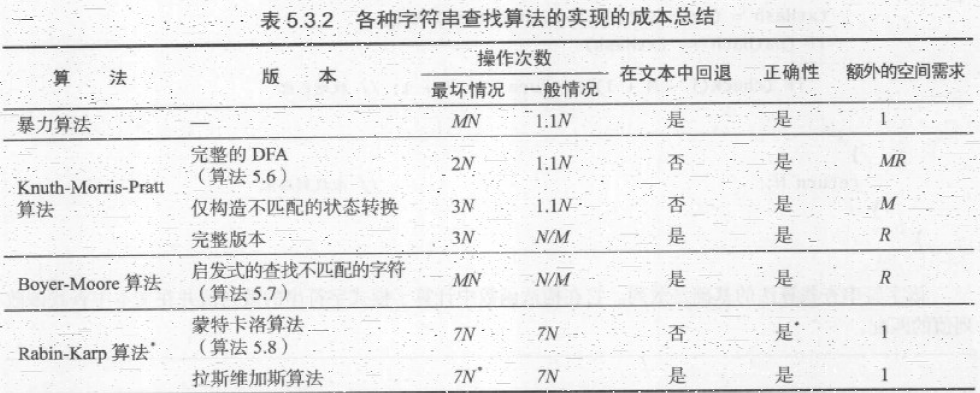 表 5.3.2 各种字符串查找算法的实现的成本总结
算 法 版 本 操作次数 在文本中回退 正确性 额外的空间需求
最坏情况 一般情况
暴力算法 — MN 1.1N 是 是 1
Knuth-Morris-Pratt
算法
完整的 DFA
(算法 5.6) 2N 1.1N 否 是 MR
仅构造不匹配的状态转换 3N 1.1N 否 是 M
完整版本 3N N/M 是 是 R
Boyer-Moore 算法 启发式的查找不匹配的字符
(算法 5.7) MN N/M 是 是 R
Rabin-Karp 算法* 蒙特卡洛算法
(算法 5.8) 7N 7N 否 是* 1
拉斯维加斯算法 7N* 7N 是 是 1